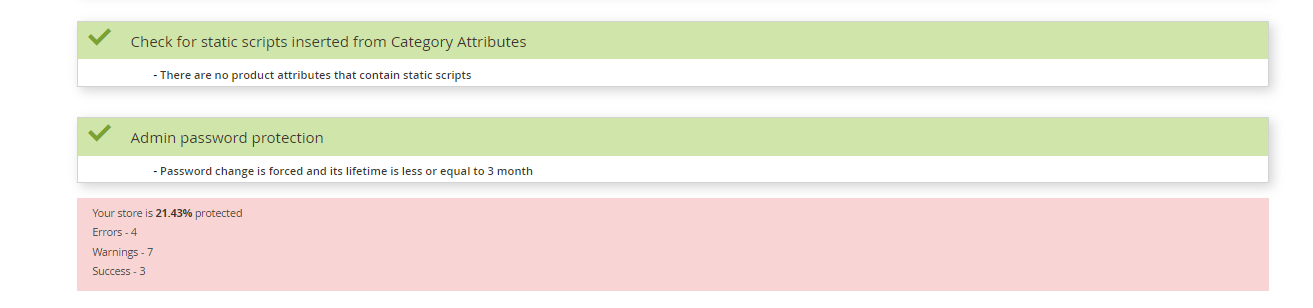 Check for static scripts inserted from Category Attributes
- There are no product attributes that contain static scripts
Admin password protection
- Password change is forced and its lifetime is less or equal to 3 month
Your store is 21.43% protected
Errors - 4
Warnings - 7
Success - 3